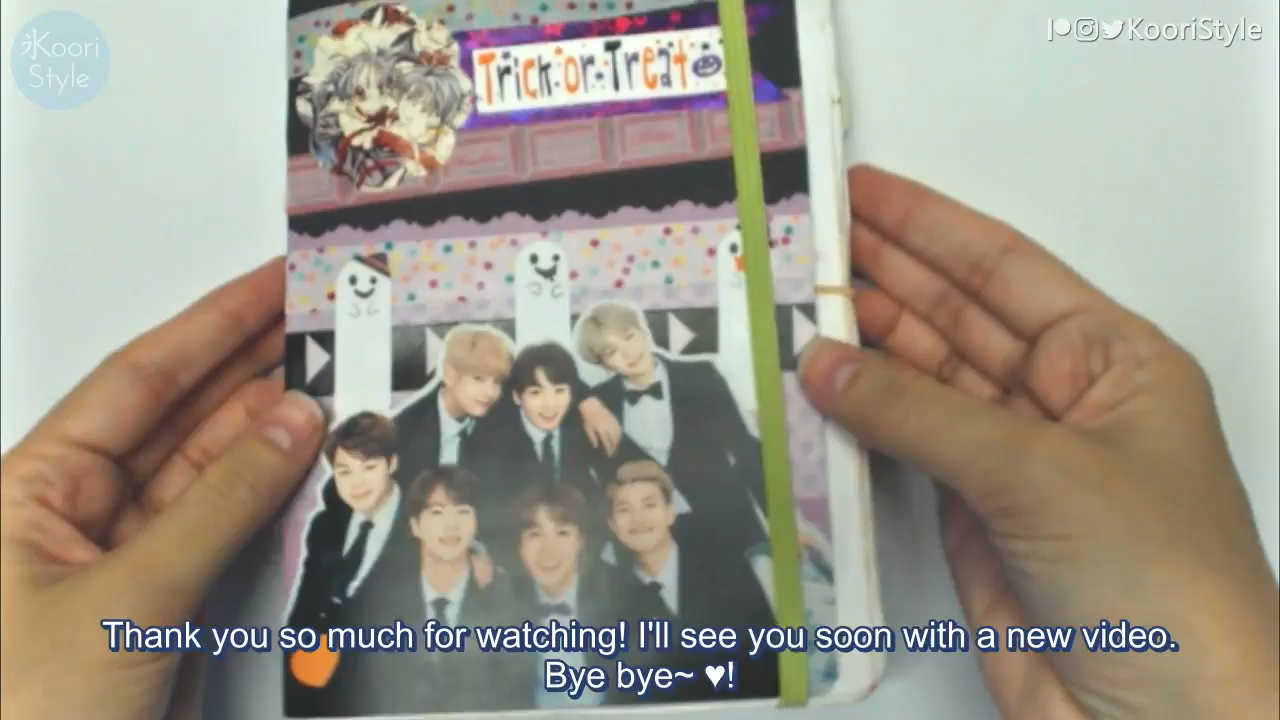 氷Koori
Style
KooriStyle
Trick or Treat
Thank you so much for watching! I'll see you soon with a new video.
Bye bye~ ♥!